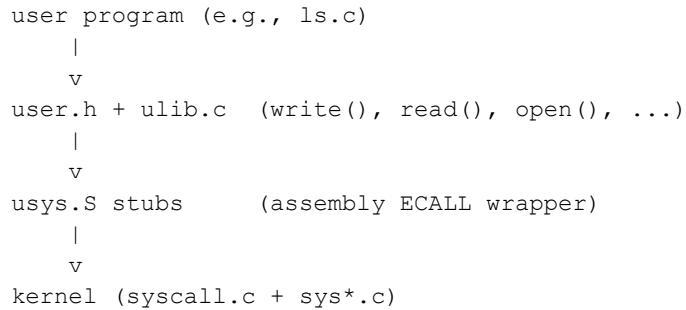 user program (e.g., ls.c)
|
v
user.h + ulib.c (write(), read(), open(), ...)
|
v
usys.S stubs (assembly ECALL wrapper)
|
v
kernel (syscall.c + sys*.c)